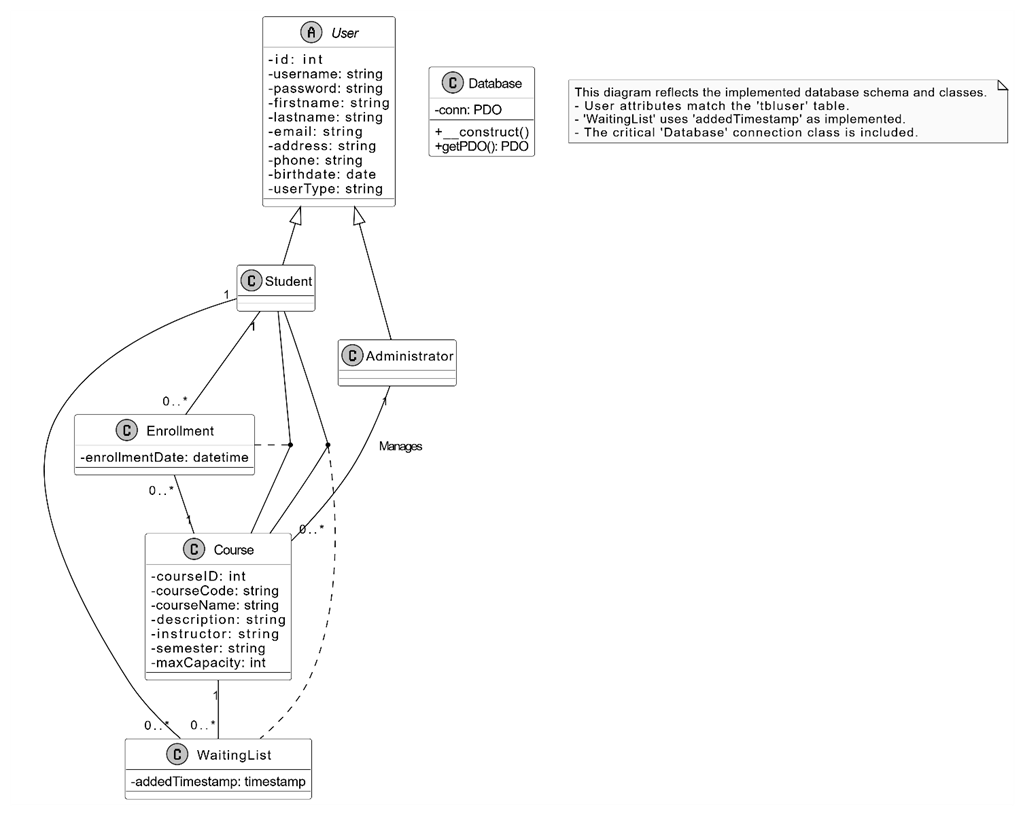 A User
-id: int
-username: string
-password: string
-firstname: string
-lastname: string
-email: string
-address: string
-phone: string
-birthdate: date
-userType: string
C Database
-conn: PDO
+__construct()
+getPDO(): PDO
This diagram reflects the implemented database schema and classes.
- User attributes match the 'tbluser' table.
- 'WaitingList' uses 'addedTimestamp' as implemented.
- The critical 'Database' connection class is included.
C Student
1
1
C Administrator
1
0..*
C Enrollment
-enrollmentDate: datetime
Manages
0..*
1
0..*
C Course
-courseID: int
-courseCode: string
-courseName: string
-description: string
-instructor: string
-semester: string
-maxCapacity: int
1
0..*
0..*
C WaitingList
-addedTimestamp: timestamp